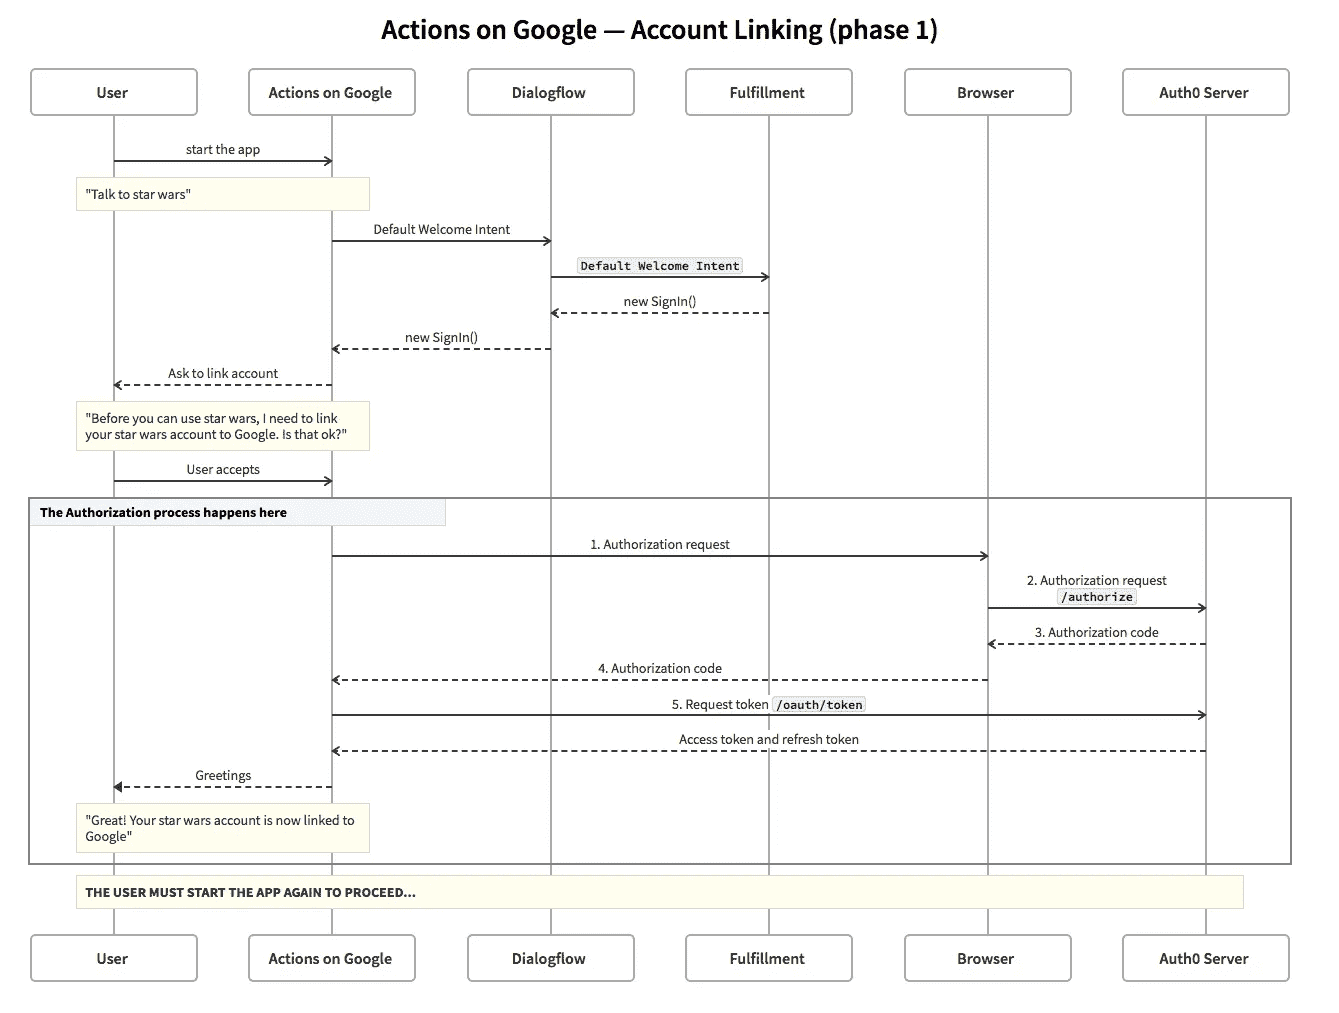 Actions on Google — Account Linking (phase 1)
User
Actions on Google
Dialogflow
Fulfillment
Browser
Auth0 Server
start the app
"Talk to star wars"
Default Welcome Intent
Default Welcome Intent
new SignIn()
new SignIn()
Ask to link account
"Before you can use star wars, I need to link
your star wars account to Google. Is that ok?"
User accepts
The Authorization process happens here
1. Authorization request
2. Authorization request
/authorize
3. Authorization code
4. Authorization code
5. Request token /oauth/token
Access token and refresh token
Greetings
"Great! Your star wars account is now linked to
Google"
THE USER MUST START THE APP AGAIN TO PROCEED...
User
Actions on Google
Dialogflow
Fulfillment
Browser
Auth0 Server